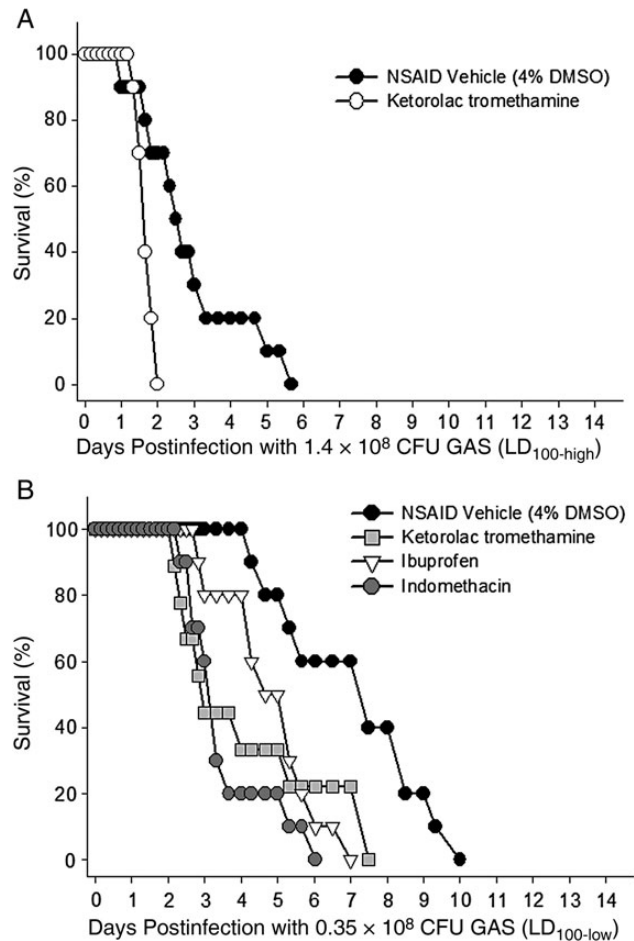 A
NSAID Vehicle (4% DMSO)
Ketorolac tromethamine
Survival (%)
100
80
60
40
20
0
0 1 2 3 4 5 6 7 8 9 10 11 12 13 14
Days Postinfection with 1.4 × 10⁸ CFU GAS (LD₁₀₀₋ₕᵢgₕ)
B
NSAID Vehicle (4% DMSO)
Ketorolac tromethamine
Ibuprofen
Indomethacin
Survival (%)
100
80
60
40
20
0
0 1 2 3 4 5 6 7 8 9 10 11 12 13 14
Days Postinfection with 0.35 × 10⁸ CFU GAS (LD₁₀₀₋ₗₒw)